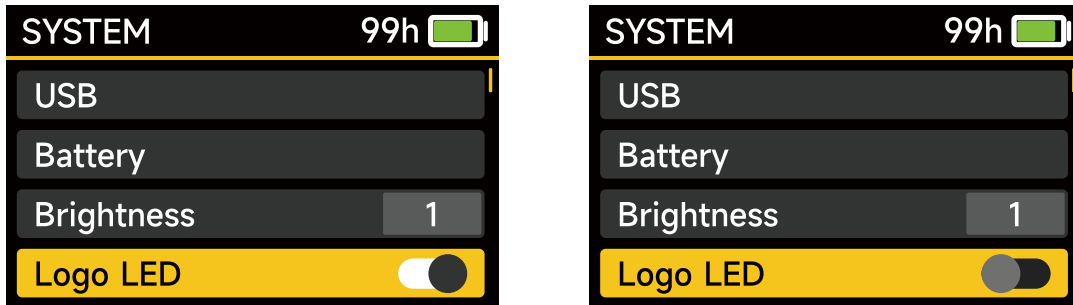 SYSTEM 99h
USB
Battery
Brightness 1
Logo LED
SYSTEM 99h
USB
Battery
Brightness 1
Logo LED